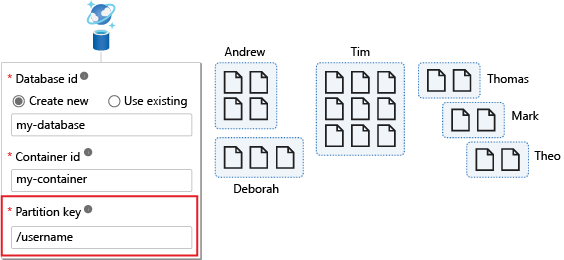 * Database id
Create new
Use existing
my-database
* Container id
my-container
* Partition key
/username
Andrew
Tim
Thomas
Mark
Theo
Deborah